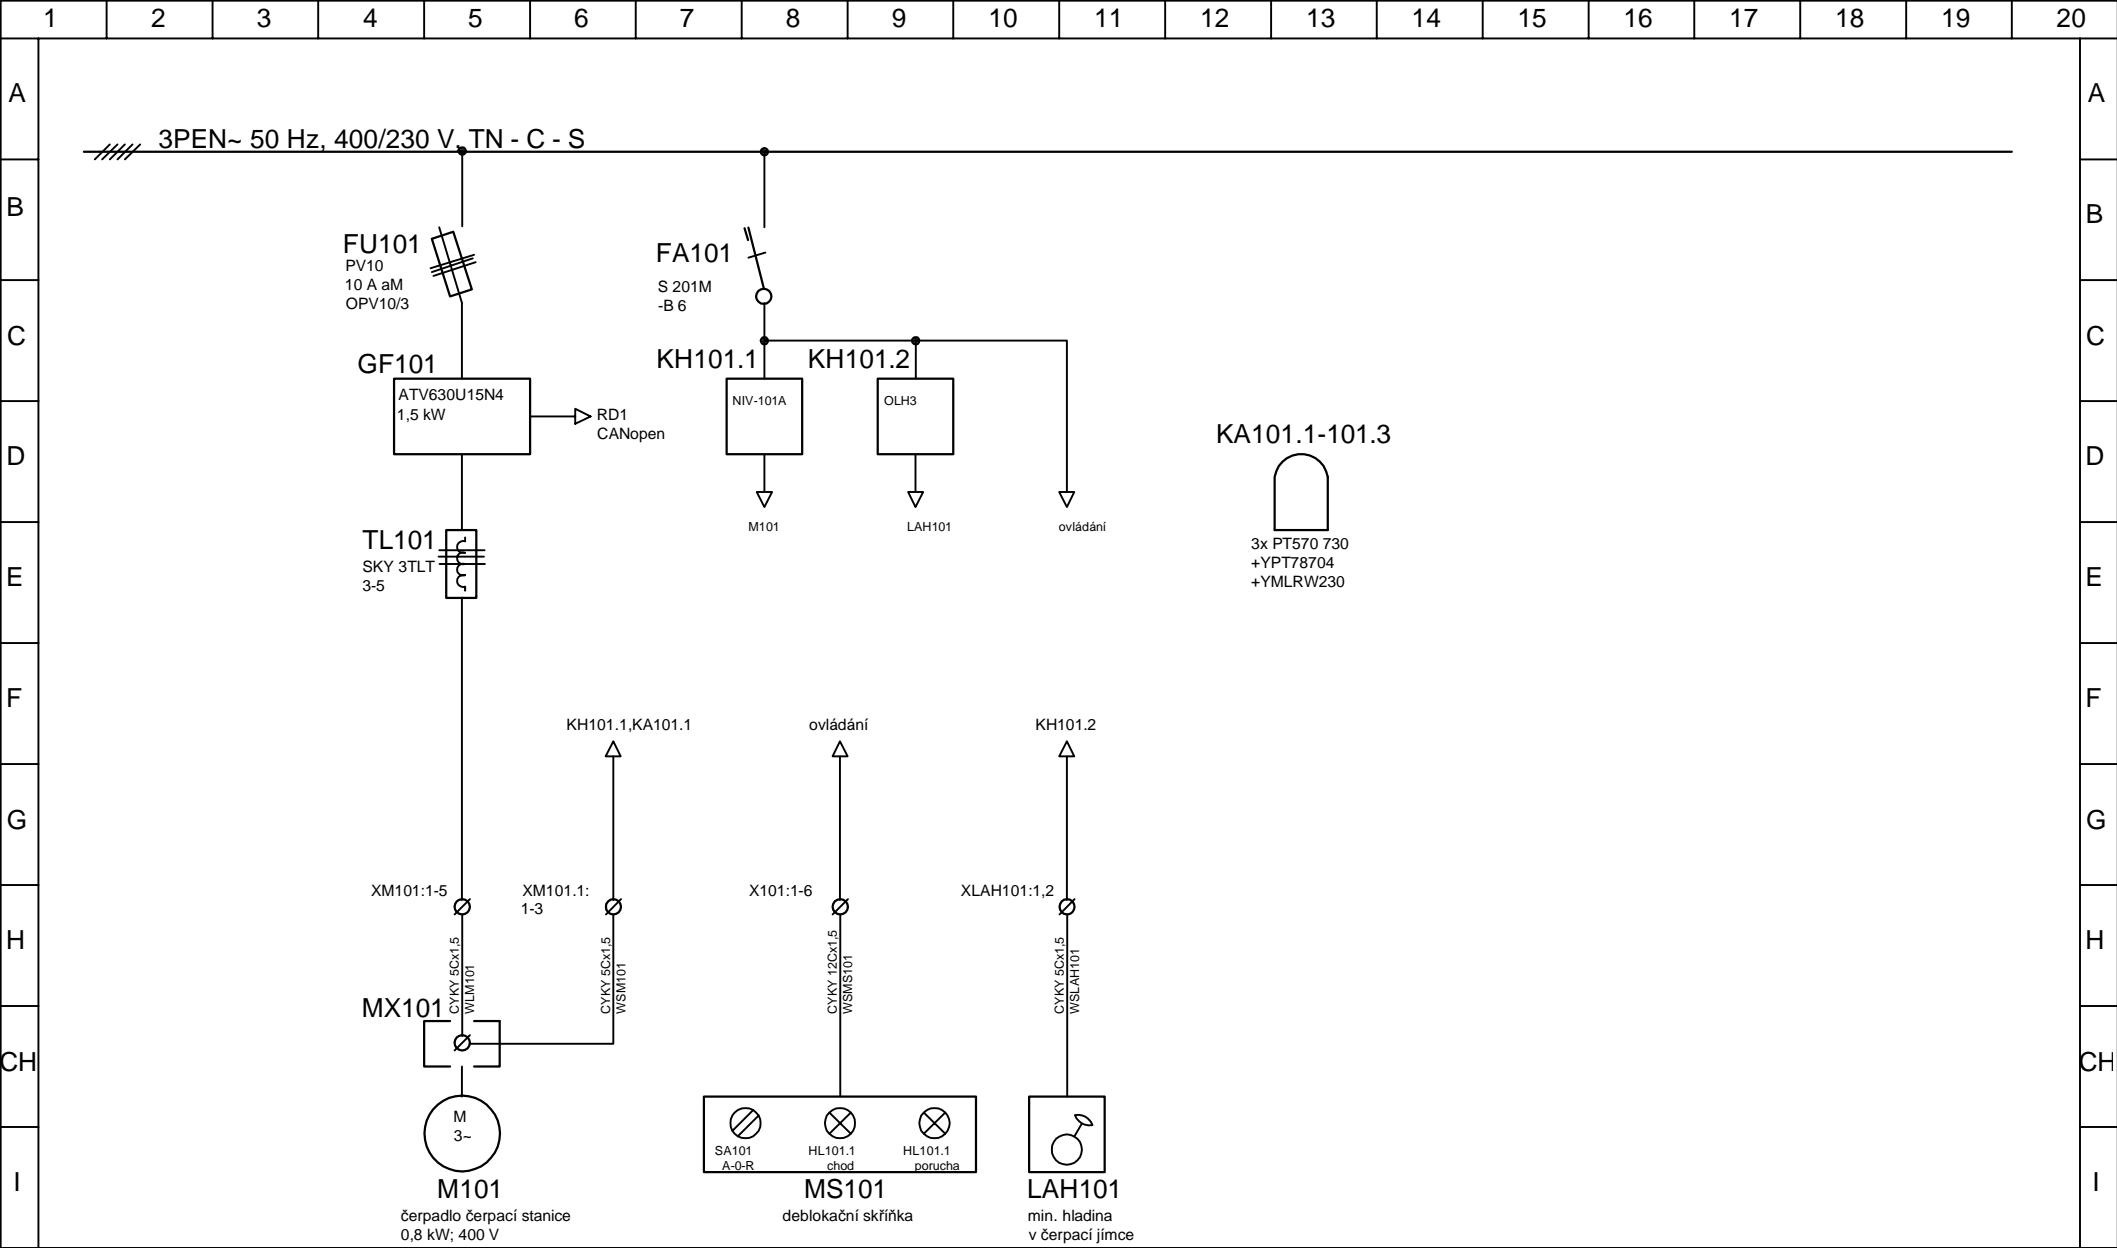 1 2 3 4 5 6 7 8 9 10 11 12 13 14 15 16 17 18 19 20
A A
3PEN~ 50 Hz, 400/230 V, TN - C - S
B B
FU101
PV10
10 A aM
OPV10/3
FA101
S 201M
-B 6
C C
GF101
ATV630U15N4
1,5 kW
RD1
CANopen
KH101.1
NIV-101A
M101
KH101.2
OLH3
LAH101
ovládání
D D
KA101.1-101.3
3x PT570 730
+YPT78704
+YMLRW230
TL101
SKY 3TLT
3-5
E E
F F
KH101.1,KA101.1
ovládání
KH101.2
G G
XM101:1-5
XM101.1:
1-3
X101:1-6
XLAH101:1,2
H H
CYKY 5Cx1,5
WLM101
CYKY 5Cx1,5
WSM101
CYKY 12Cx1,5
WSMS101
CYKY 5Cx1,5
WSLAH101
MX101
CH CH
M
3~
SA101
A-0-R
HL101.1
chod
HL101.1
porucha
I I
M101
čerpadlo čerpací stanice
0,8 kW; 400 V
MS101
deblokační skříňka
LAH101
min. hladina
v čerpací jímce